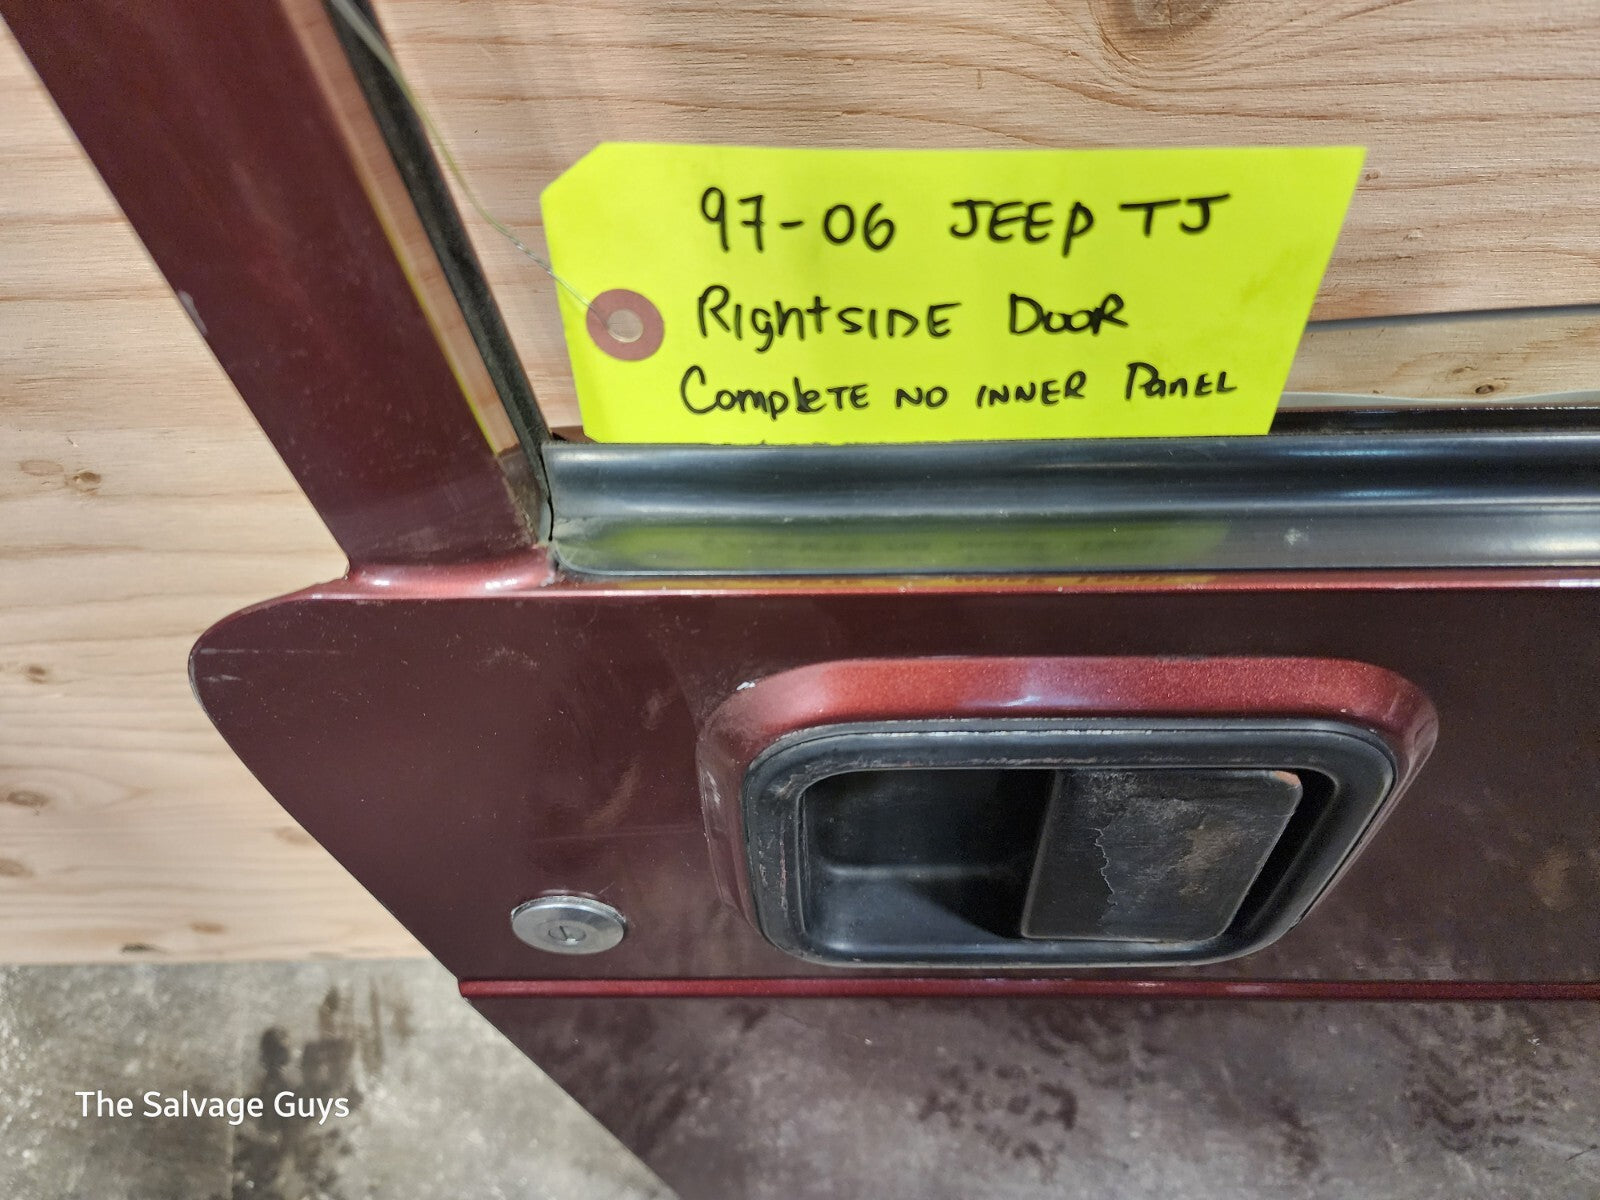 97-06 JEEP TJ
RightSIDE DOOR
CompleTE NO INNER PANEL
The Salvage Guys